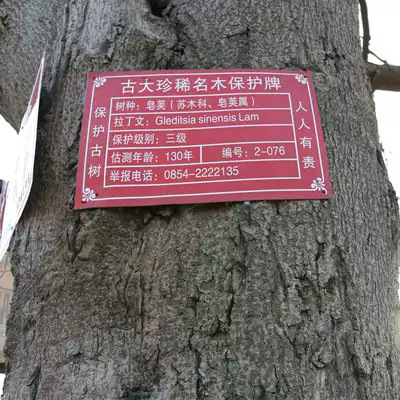 古大珍稀名木保护牌
保护古树
树种：皂荚（苏木科、皂荚属）
拉丁文：Gleditsia sinensis Lam
保护级别：三级
估测年龄：130年 编号：2-076
举报电话：0854-2222135
人人有责